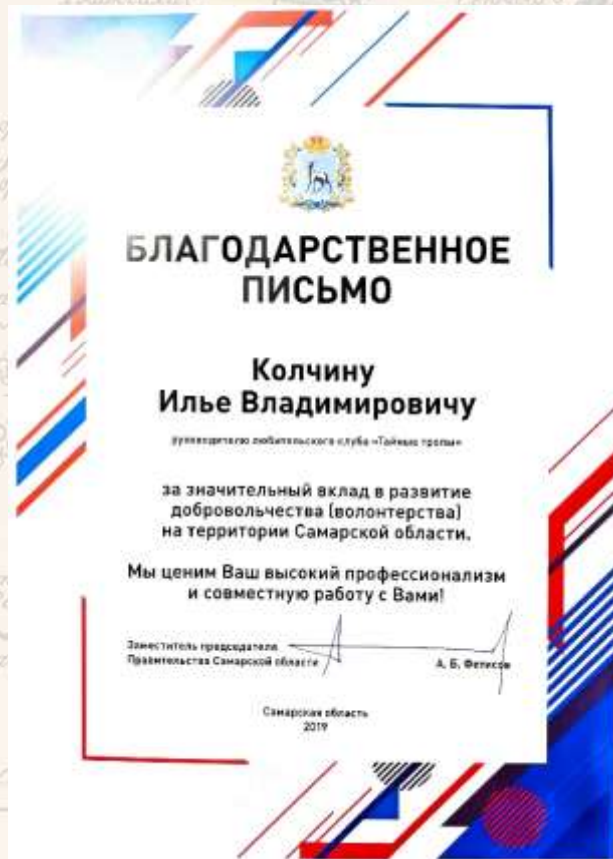 БЛАГОДАРСТВЕННОЕ
ПИСЬМО
Колчину
Илье Владимировичу
руководителю любительского клуба «Тайные тропы»
за значительный вклад в развитие
добровольчества (волонтерства)
на территории Самарской области.
Мы ценим Ваш высокий профессионализм
и совместную работу с Вами!
Заместитель председателя
Правительства Самарской области
А. Б. Фетисов
Самарская область
2019